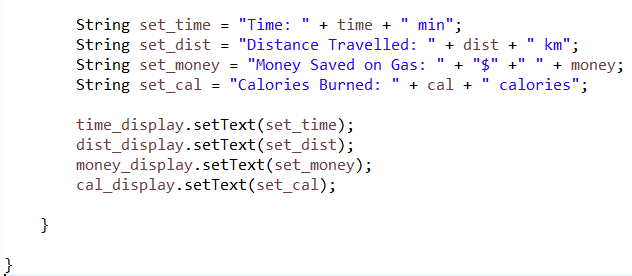 String set_time = "Time: " + time + " min";
String set_dist = "Distance Travelled: " + dist + " km";
String set_money = "Money Saved on Gas: " + "$" +" " + money;
String set_cal = "Calories Burned: " + cal + " calories";
time_display.setText(set_time);
dist_display.setText(set_dist);
money_display.setText(set_money);
cal_display.setText(set_cal);
}
}